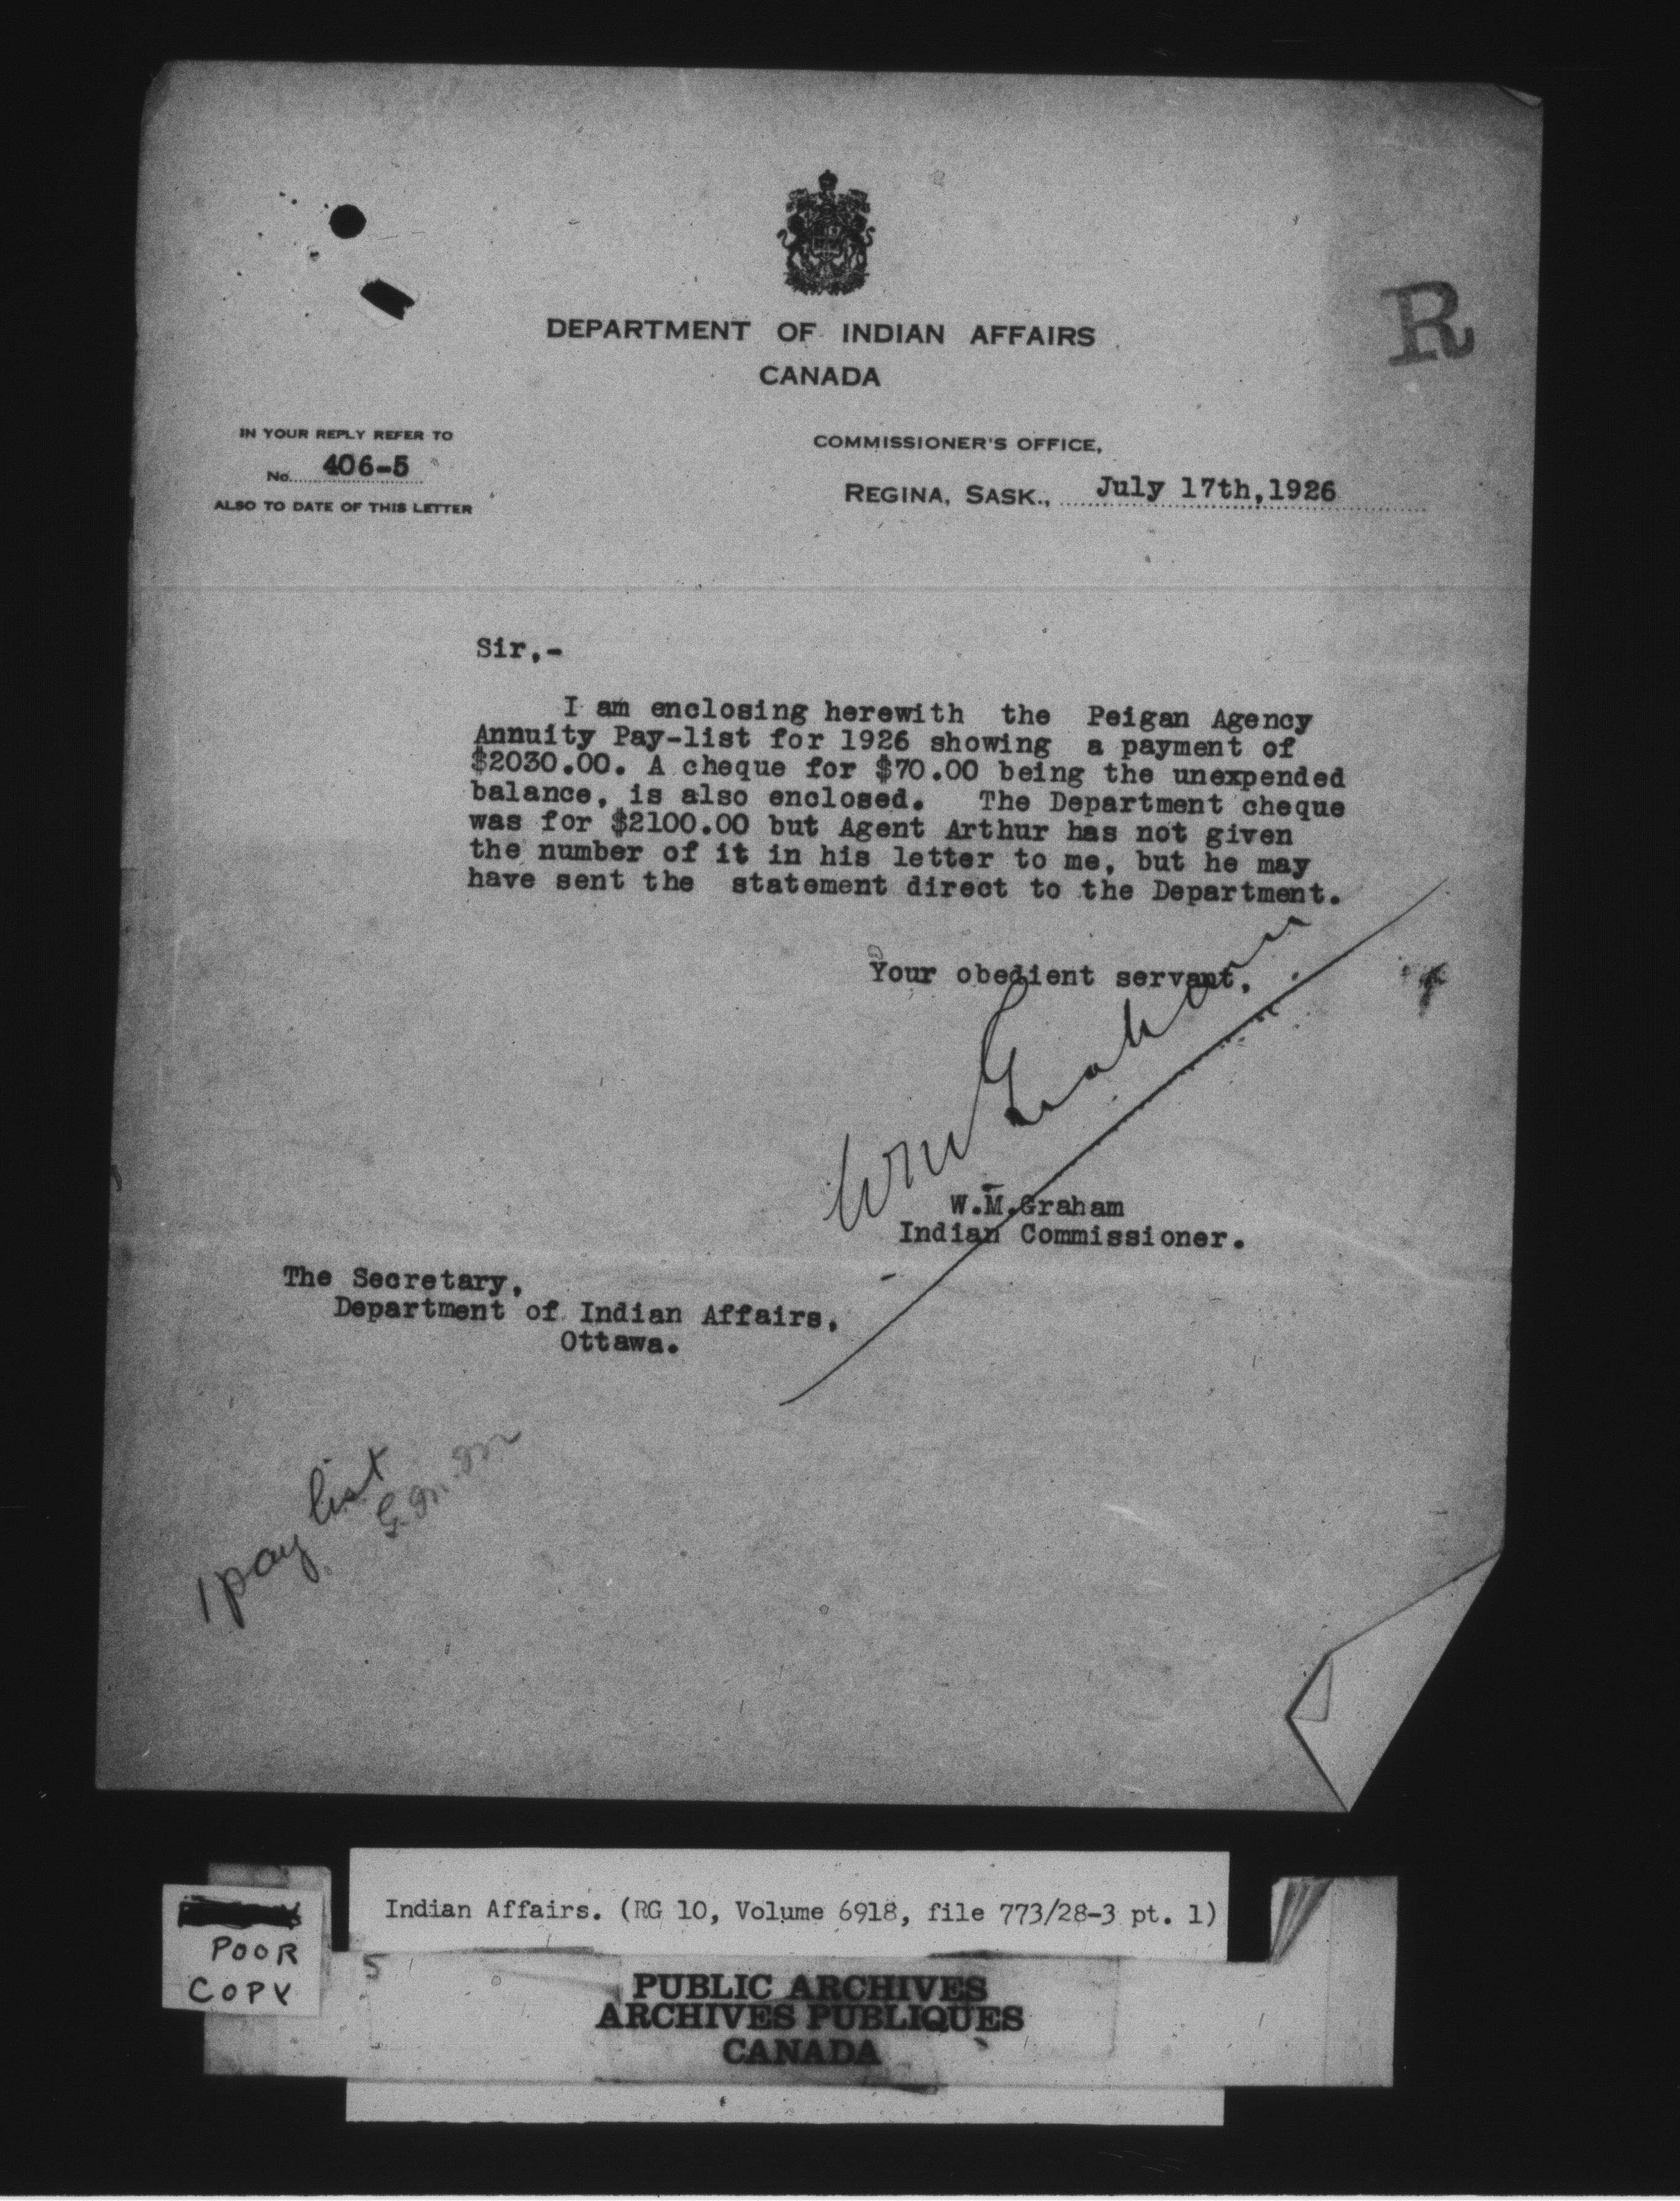 R
DEPARTMENT OF INDIAN AFFAIRS
CANADA
IN YOUR REPLY REFER TO
No. 406-5
ALSO TO DATE OF THIS LETTER
COMMISSIONER'S OFFICE,
REGINA, SASK., July 17th, 1926
Sir,-
I am enclosing herewith the Peigan Agency
Annuity Pay-list for 1926 showing a payment of
$2030.00. A cheque for $70.00 being the unexpended
balance, is also enclosed. The Department cheque
was for $2100.00 but Agent Arthur has not given
the number of it in his letter to me, but he may
have sent the statement direct to the Department.
Your obedient servant,
Wm Graham
W.M.Graham
Indian Commissioner.
The Secretary,
Department of Indian Affairs,
Ottawa.
1 pay list
Indian Affairs. (RG 10, Volume 6918, file 773/28-3 pt. 1)
POOR
COPY
PUBLIC ARCHIVES
ARCHIVES PUBLIQUES
CANADA